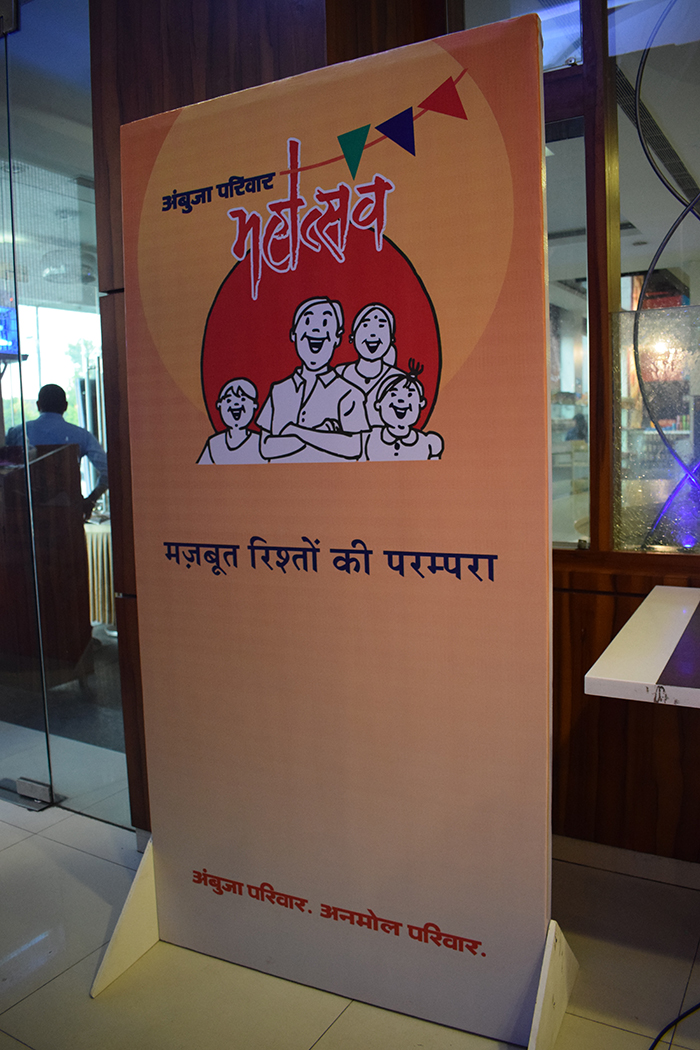 अंबुजा परिवार
महोत्सव
मज़बूत रिश्तों की परम्परा
अंबुजा परिवार. अनमोल परिवार.